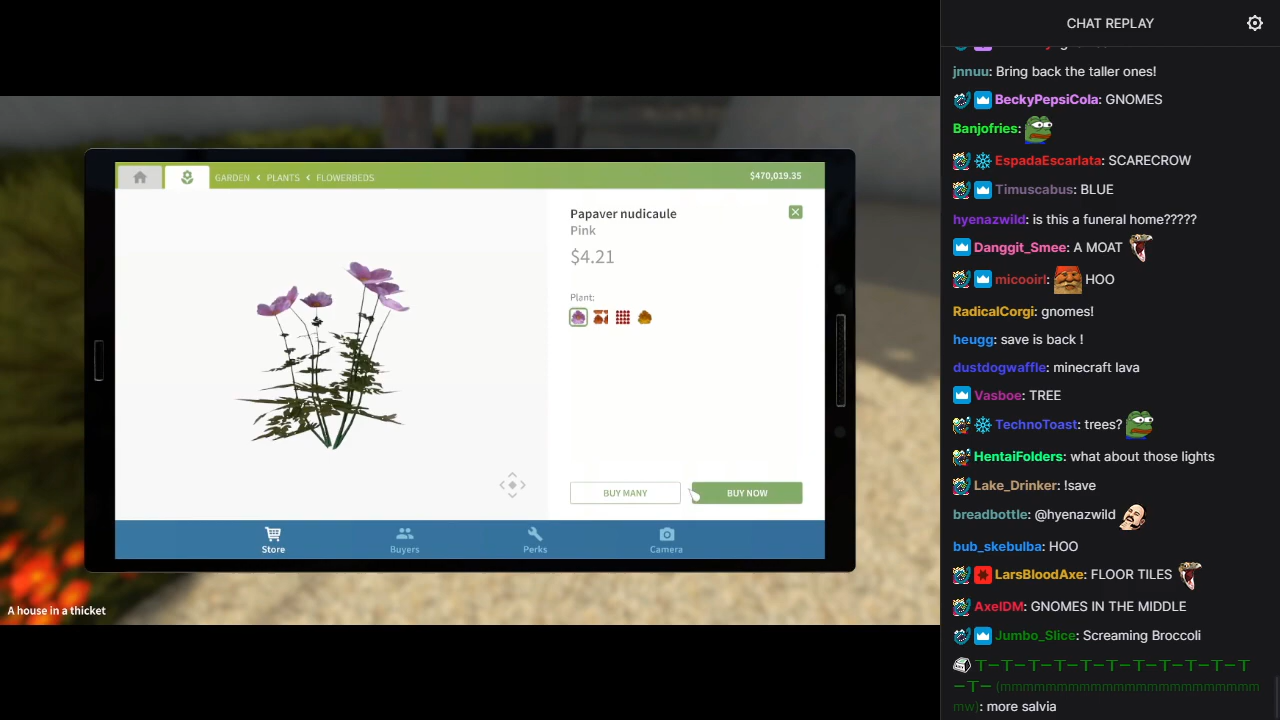 CHAT REPLAY
jnnuu: Bring back the taller ones!
BeckyPepsiCola: GNOMES
Banjofries:
EspadaEscarlata: SCARECROW
Timuscabus: BLUE
hyenazwild: is this a funeral home?????
Danggit_Smee: A MOAT
micooirl: HOO
RadicalCorgi: gnomes!
heugg: save is back !
dustdogwaffle: minecraft lava
Vasboe: TREE
TechnoToast: trees?
HentaiFolders: what about those lights
Lake_Drinker: !save
breadbottle: @hyenazwild
bub_skebulba: HOO
LarsBloodAxe: FLOOR TILES
AxelDM: GNOMES IN THE MIDDLE
Jumbo_Slice: Screaming Broccoli
: more salvia
GARDEN < PLANTS < FLOWERBEDS
$470,019.35
Papaver nudicaule
Pink
$4.21
Plant:
BUY MANY
BUY NOW
Store
Buyers
Perks
Camera
A house in a thicket